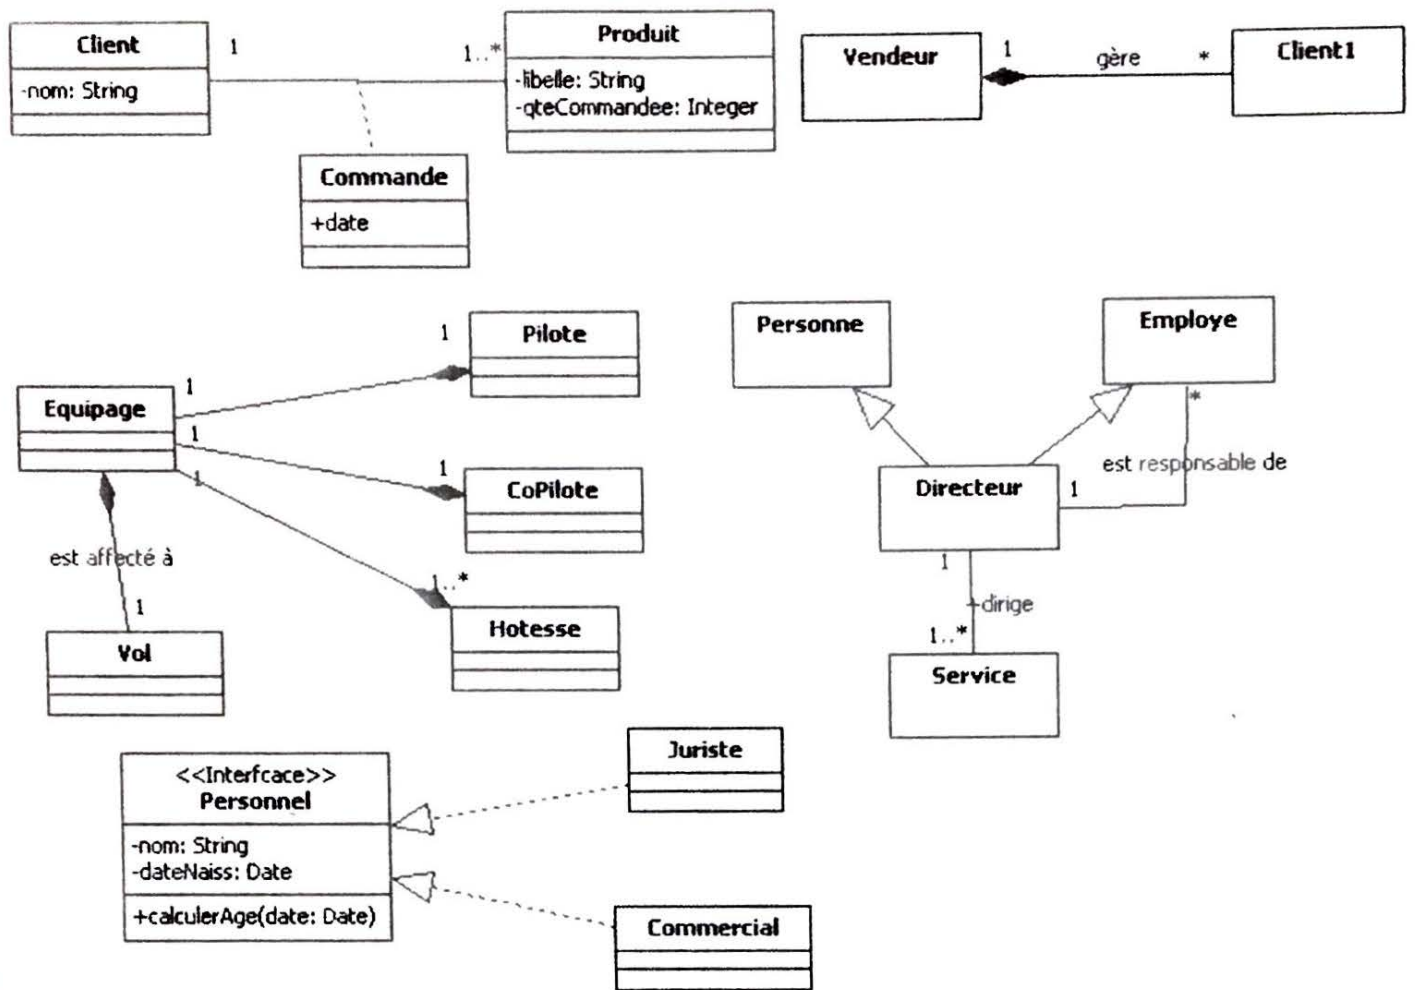 Client
-nom: String
1
1..*
Produit
-libelle: String
-qteCommandee: Integer
Commande
+date
Vendeur
1
gère
*
Client1
Equipage
1
1
Pilote
1
1
CoPilote
1
1..*
Hotesse
est affecté à
1
Vol
Personne
Employe
*
est responsable de
1
Directeur
1
+dirige
1..*
Service
<<Interfcace>>
Personnel
-nom: String
-dateNaiss: Date
+calculerAge(date: Date)
Juriste
Commercial